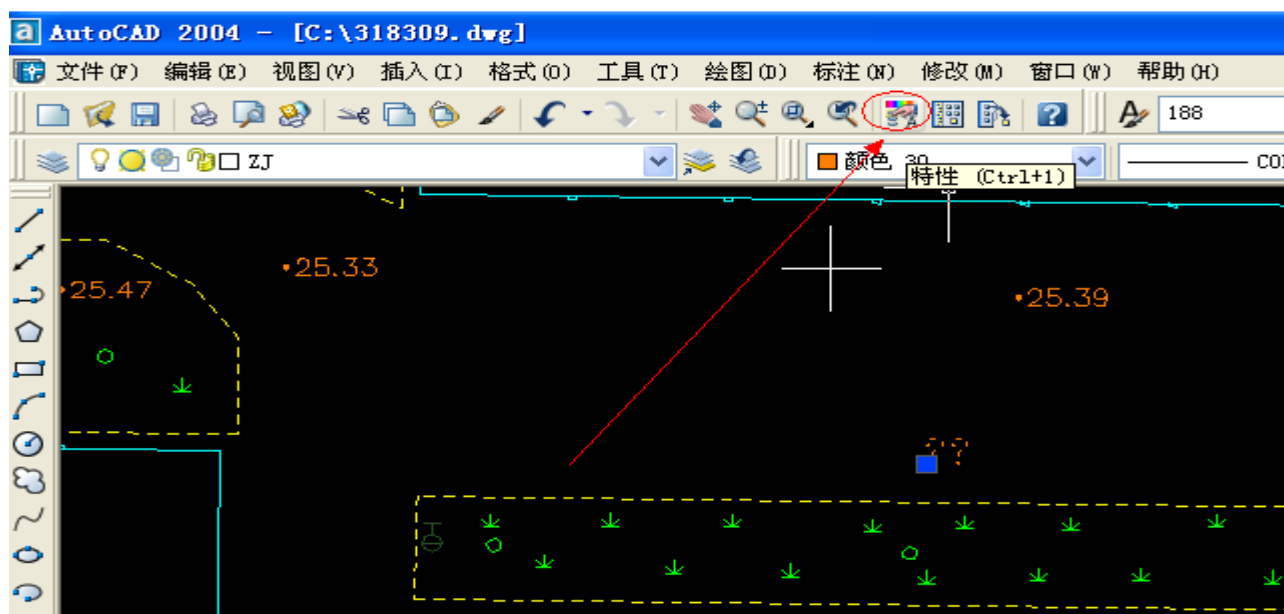 AutoCAD 2004 - [C:\318309.dwg]
文件(F) 编辑(E) 视图(V) 插入(I) 格式(O) 工具(T) 绘图(D) 标注(N) 修改(M) 窗口(W) 帮助(H)
188
ZJ 颜色 30
特性 (Ctrl+1)
25.33
25.47
25.39
??